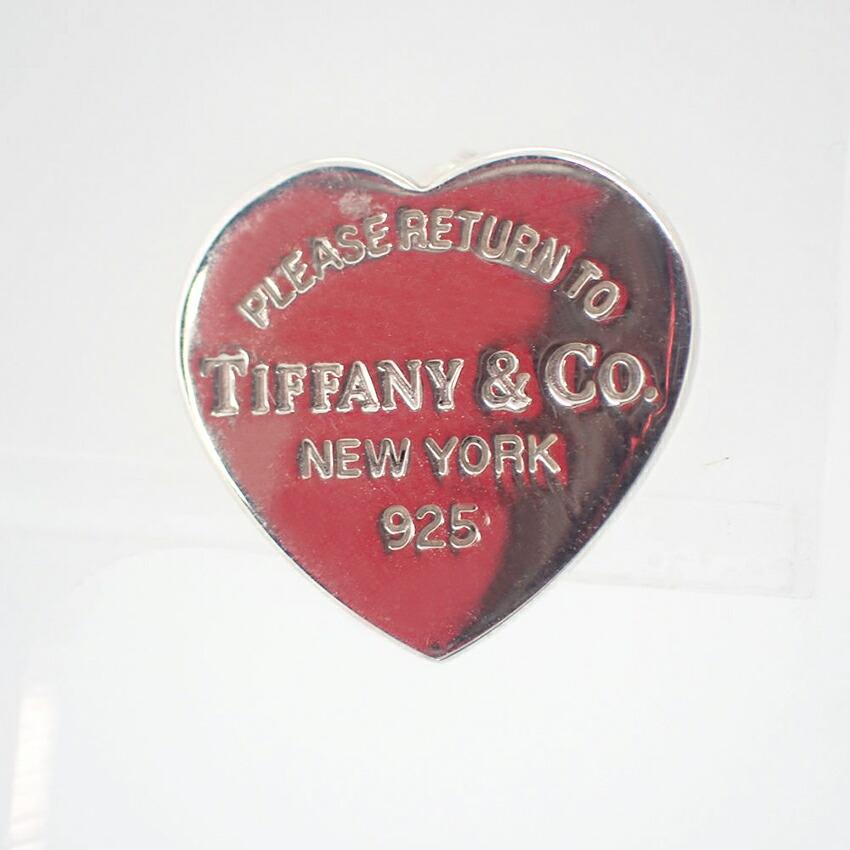 PLEASE RETURN TO
TIFFANY & CO.
NEW YORK
925